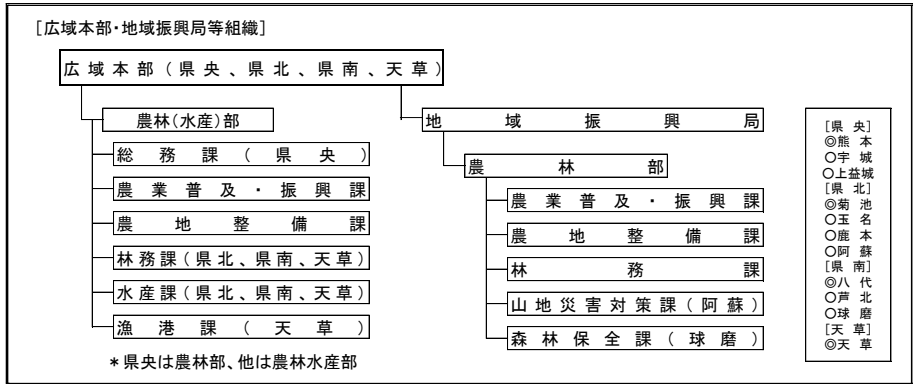 [広域本部・地域振興局等組織]
広域本部(県央、県北、県南、天草)
農林(水産)部
総務課(県央)
農業普及・振興課
農地整備課
林務課(県北、県南、天草)
水産課(県北、県南、天草)
漁港課(天草)
*県央は農林部、他は農林水産部
地域振興局
農林部
農業普及・振興課
農地整備課
林務課
山地災害対策課(阿蘇)
森林保全課(球磨)
[県央]
◎熊本
○宇城
○上益城
[県北]
◎菊池
○玉名
○鹿本
○阿蘇
[県南]
◎八代
○芦北
○球磨
[天草]
◎天草